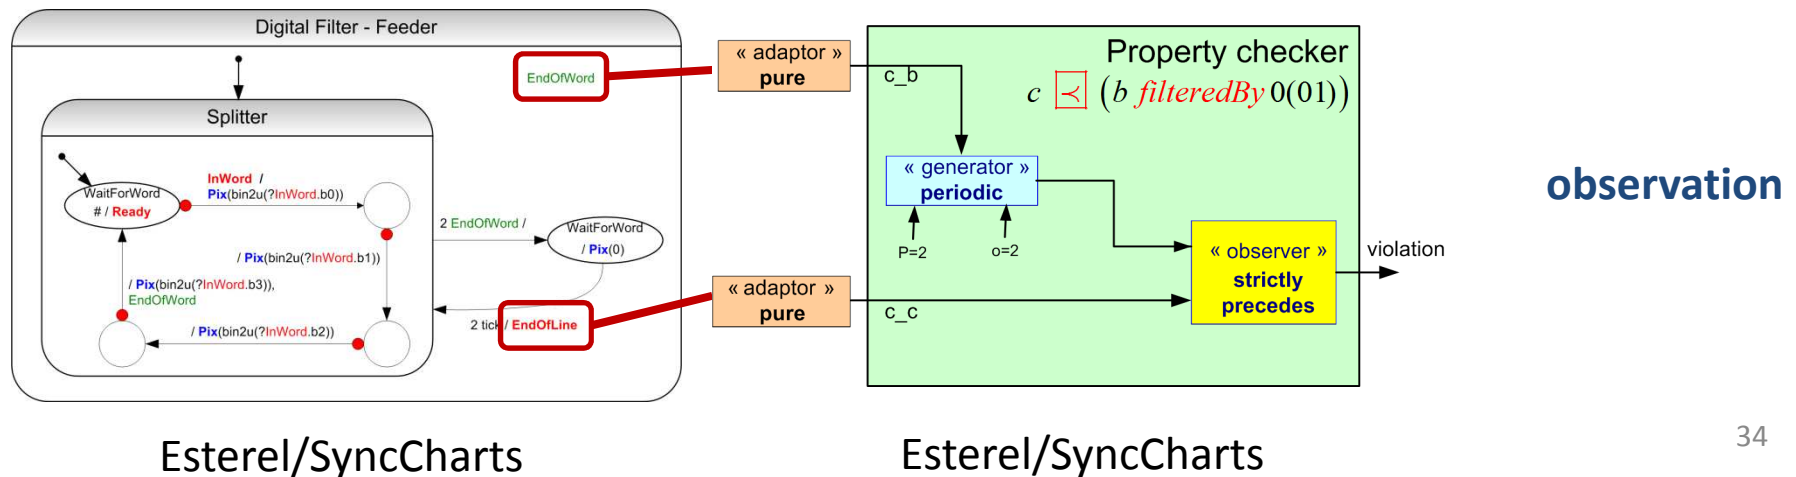 Digital Filter - Feeder
EndOfWord
Splitter
WaitForWord
# / Ready
InWord /
Pix(bin2u(?InWord.b0))
/ Pix(bin2u(?InWord.b1))
/ Pix(bin2u(?InWord.b3)),
EndOfWord
/ Pix(bin2u(?InWord.b2))
2 EndOfWord /
WaitForWord
/ Pix(0)
2 tick / EndOfLine
« adaptor »
pure
« adaptor »
pure
Property checker
c ≺ (b filteredBy 0(01))
c_b
« generator »
periodic
P=2
o=2
« observer »
strictly
precedes
c_c
violation
observation
Esterel/SyncCharts
Esterel/SyncCharts
34